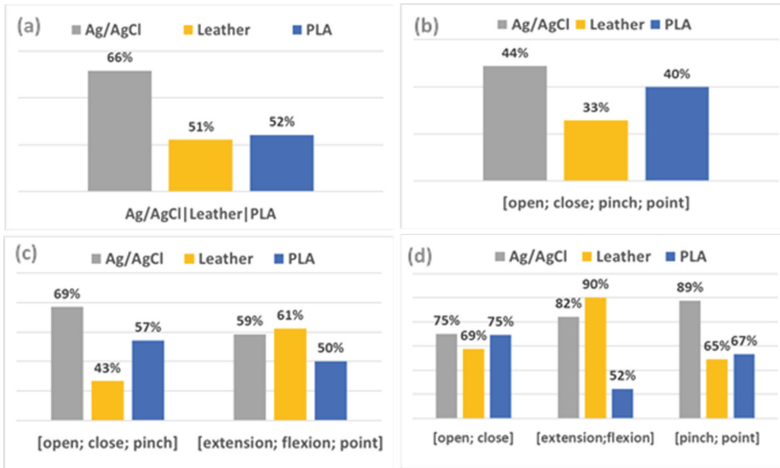 (a)
Ag/AgCl Leather PLA
66%
51%
52%
Ag/AgCl|Leather|PLA
(b)
Ag/AgCl Leather PLA
44%
33%
40%
[open; close; pinch; point]
(c)
Ag/AgCl Leather PLA
69%
43%
57%
59%
61%
50%
[open; close; pinch] [extension; flexion; point]
(d)
Ag/AgCl Leather PLA
75%
69%
75%
82%
90%
52%
89%
65%
67%
[open; close] [extension;flexion] [pinch; point]